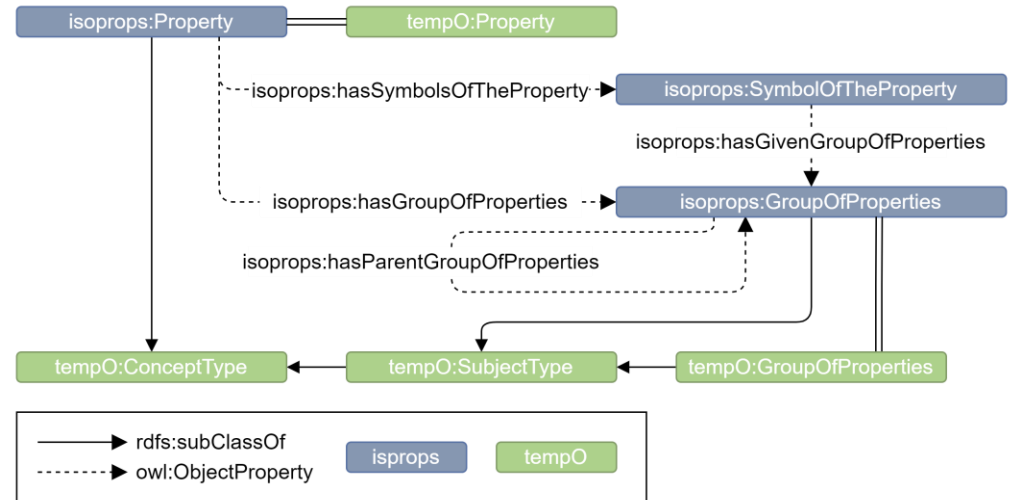 isoprops:Property
tempO:Property
isoprops:hasSymbolsOfTheProperty
isoprops:SymbolOfTheProperty
isoprops:hasGivenGroupOfProperties
isoprops:hasGroupOfProperties
isoprops:GroupOfProperties
isoprops:hasParentGroupOfProperties
tempO:ConceptType
tempO:SubjectType
tempO:GroupOfProperties
rdfs:subClassOf
owl:ObjectProperty
isprops
tempO